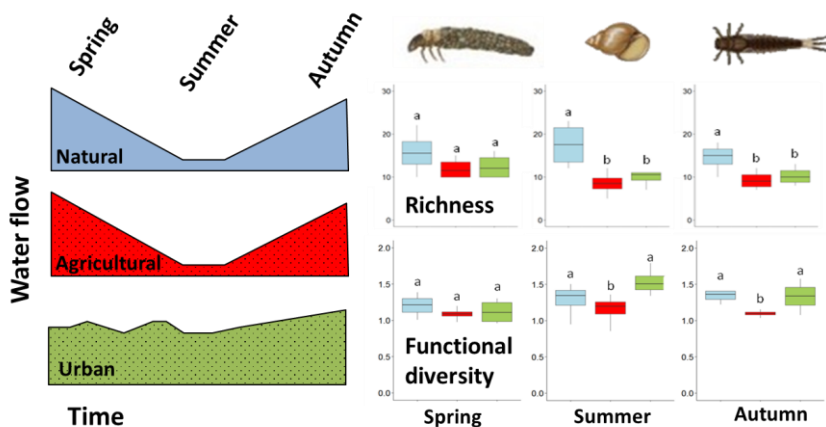 Spring
Summer
Autumn
Water flow
Natural
Agricultural
Urban
Time
30
20
10
0
a
a
a
Richness
30
20
10
0
a
b
b
30
20
10
0
a
b
b
2.0
1.5
1.0
0.5
0.0
a
a
a
Functional
diversity
2.0
1.5
1.0
0.5
0.0
a
b
a
2.0
1.5
1.0
0.5
0.0
a
b
a
Spring
Summer
Autumn